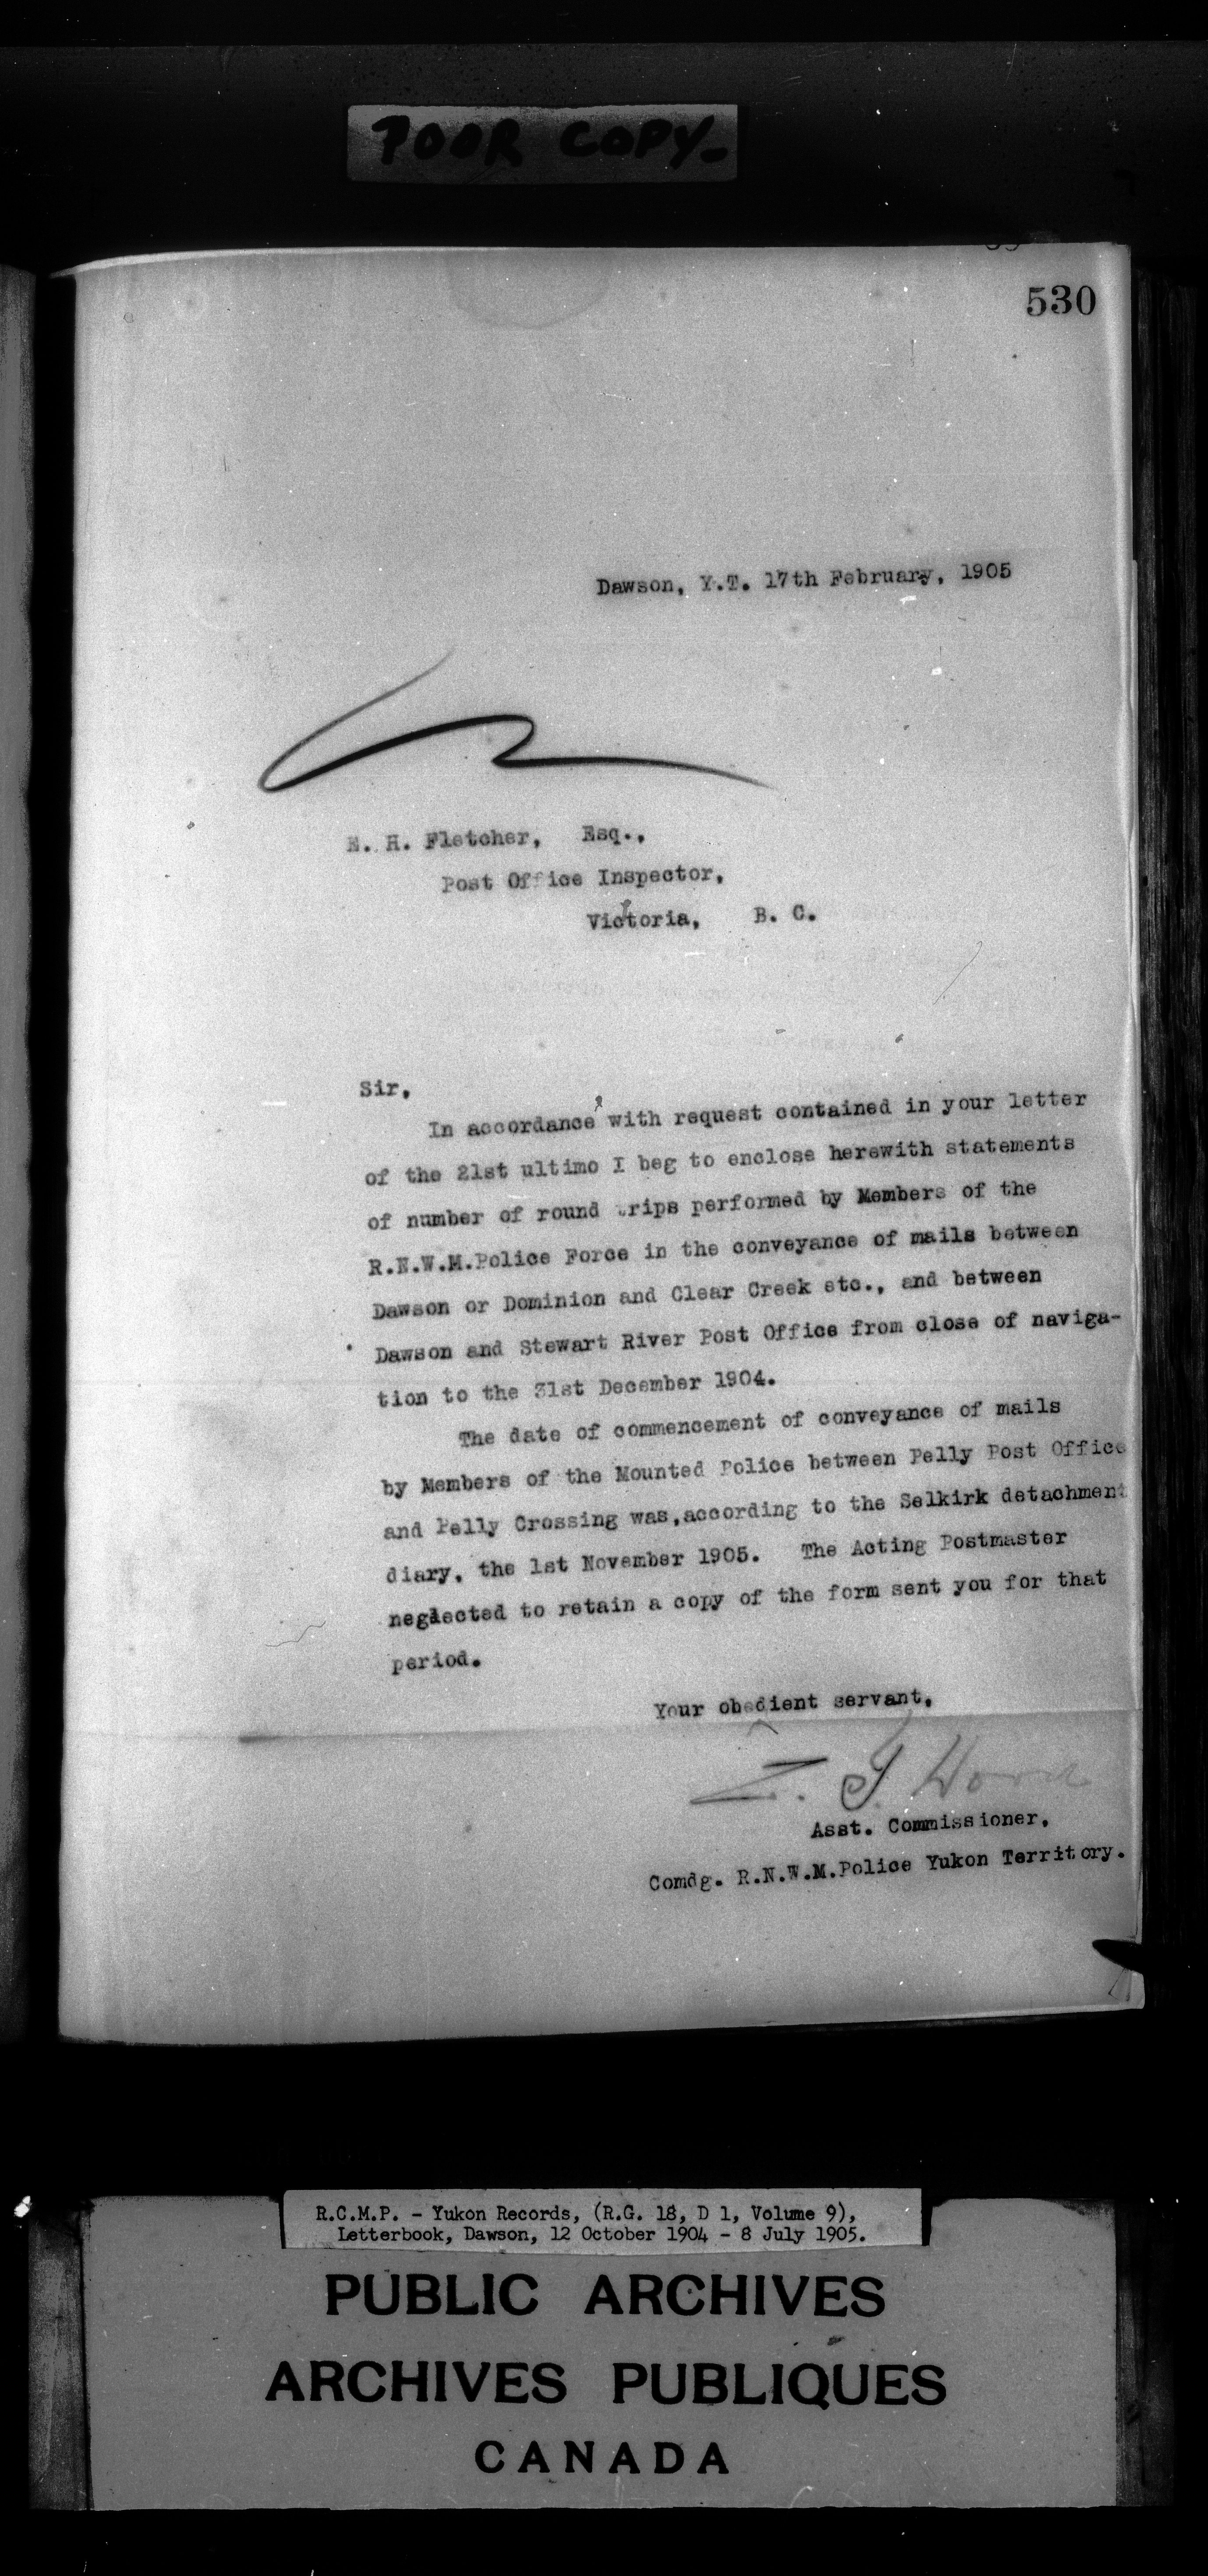 POOR COPY-
530
Dawson, Y.T. 17th February, 1905
E. H. Fletcher, Esq.,
Post Office Inspector,
Victoria, B. C.
Sir,
In accordance with request contained in your letter
of the 21st ultimo I beg to enclose herewith statements
of number of round trips performed by Members of the
R.N.W.M.Police Force in the conveyance of mails between
Dawson or Dominion and Clear Creek etc., and between
Dawson and Stewart River Post Office from close of naviga-
tion to the 31st December 1904.
The date of commencement of conveyance of mails
by Members of the Mounted Police between Pelly Post Office
and Pelly Crossing was,according to the Selkirk detachment
diary, the 1st November 1905. The Acting Postmaster
neglected to retain a copy of the form sent you for that
period.
Your obedient servant,
Z. T. Wood
Asst. Commissioner,
Comdg. R.N.W.M.Police Yukon Territory.
R.C.M.P. - Yukon Records, (R.G. 18, D 1, Volume 9),
Letterbook, Dawson, 12 October 1904 - 8 July 1905.
PUBLIC ARCHIVES
ARCHIVES PUBLIQUES
CANADA